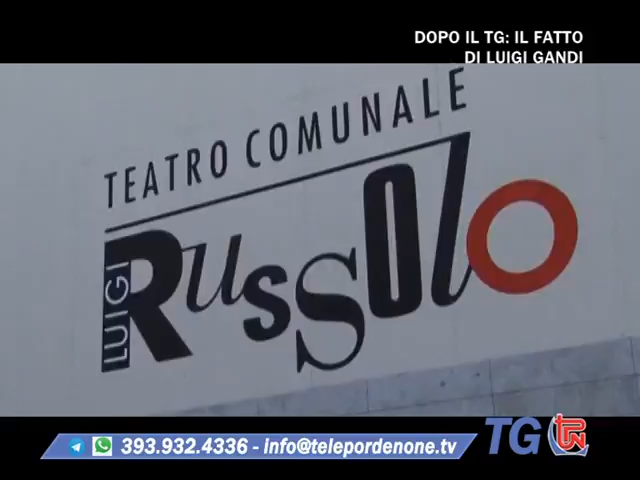 DOPO IL TG: IL FATTO
DI LUIGI GANDI
TEATRO COMUNALE
LUIGI RUSSOLO
393.932.4336 - info@telepordenone.tv
TG TPN